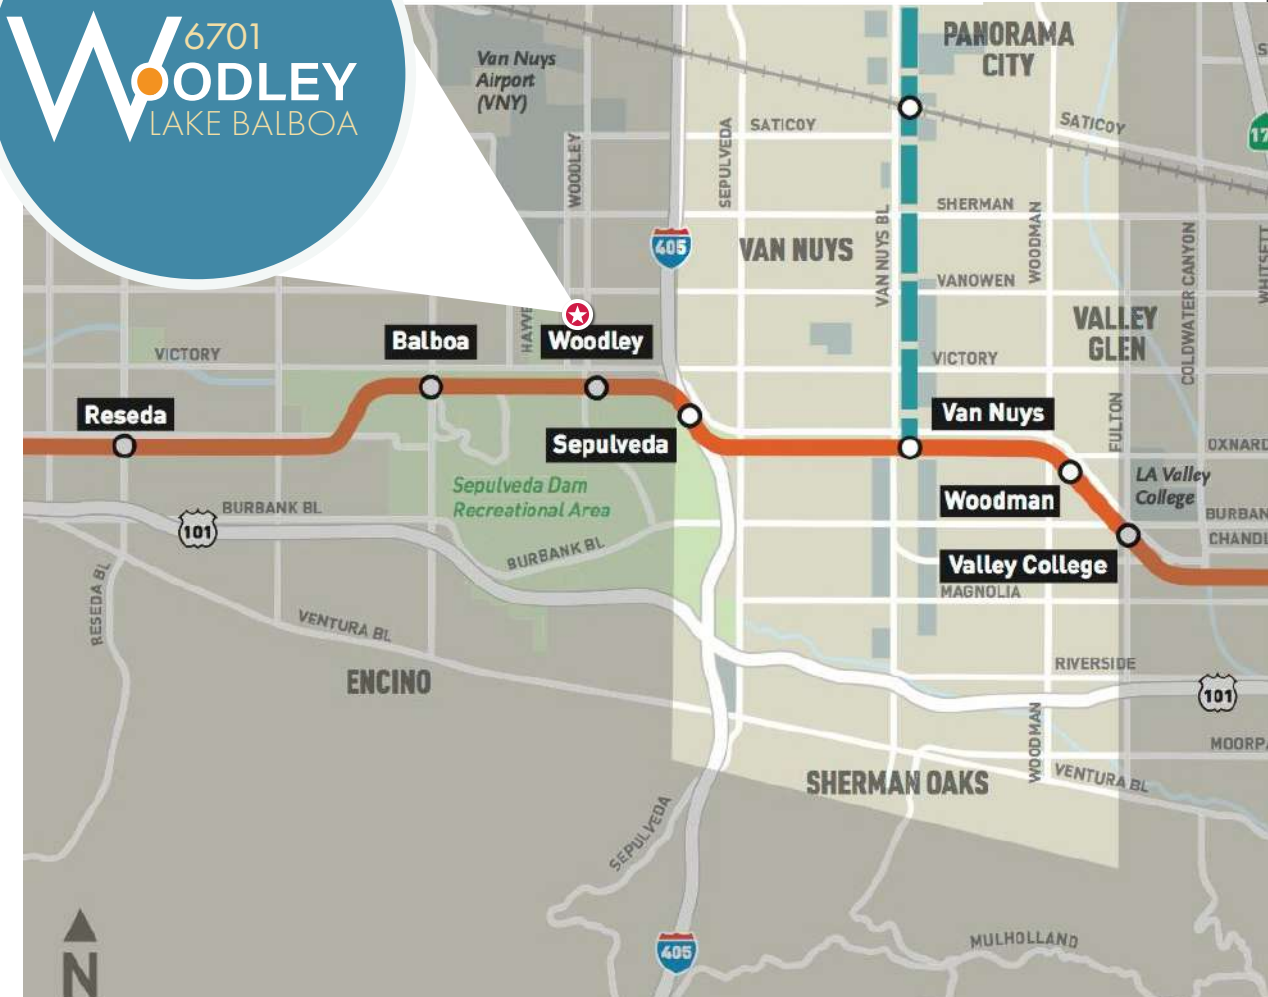 6701
WOODLEY
LAKE BALBOA
Van Nuys
Airport
(VNY)
WOODLEY
SEPULVEDA
SATICOY
PANORAMA
CITY
SATICOY
SHERMAN
WOODMAN
VAN NUYS BL
405
VAN NUYS
VANOWEN
COLDWATER CANYON
WHITSETT
VALLEY
GLEN
VICTORY
VICTORY
Balboa
Woodley
Reseda
Sepulveda
Van Nuys
FULTON
OXNARD
LA Valley
College
Woodman
Sepulveda Dam
Recreational Area
BURBANK BL
101
BURBANK BL
Valley College
MAGNOLIA
RESEDA BL
VENTURA BL
ENCINO
RIVERSIDE
101
WOODMAN
SHERMAN OAKS
VENTURA BL
SEPULVEDA
405
MULHOLLAND
N